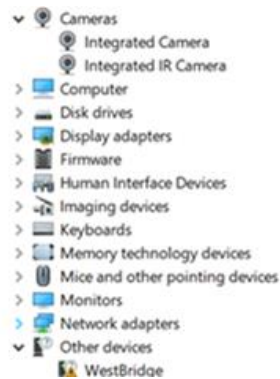 Cameras
Integrated Camera
Integrated IR Camera
Computer
Disk drives
Display adapters
Firmware
Human Interface Devices
Imaging devices
Keyboards
Memory technology devices
Mice and other pointing devices
Monitors
Network adapters
Other devices
WestBridge